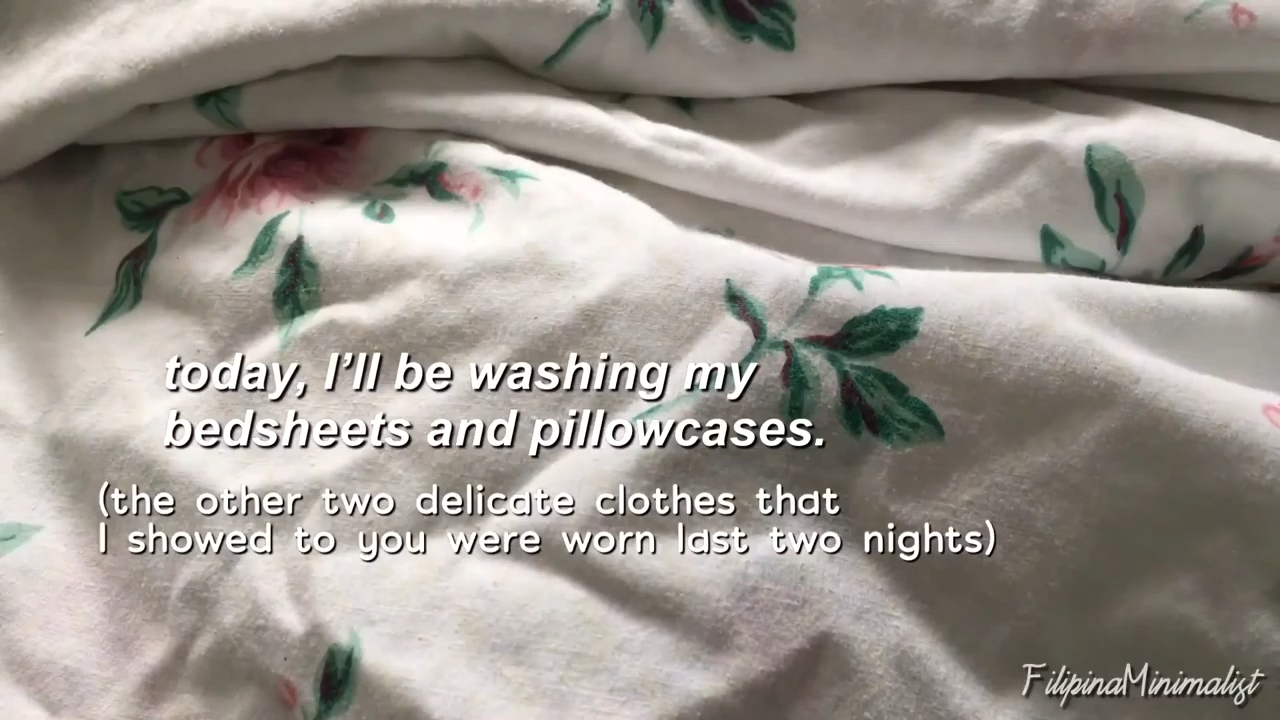 today, I’ll be washing my
bedsheets and pillowcases.
(the other two delicate clothes that
I showed to you were worn last two nights)
FilipinaMinimalist